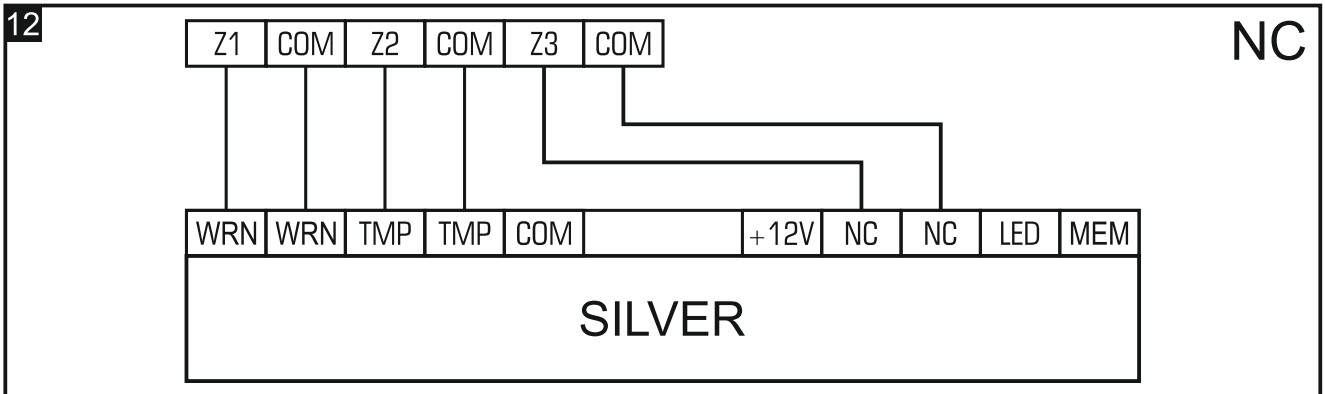 12
NC
Z1 COM Z2 COM Z3 COM
WRN WRN TMP TMP COM +12V NC NC LED MEM
SILVER